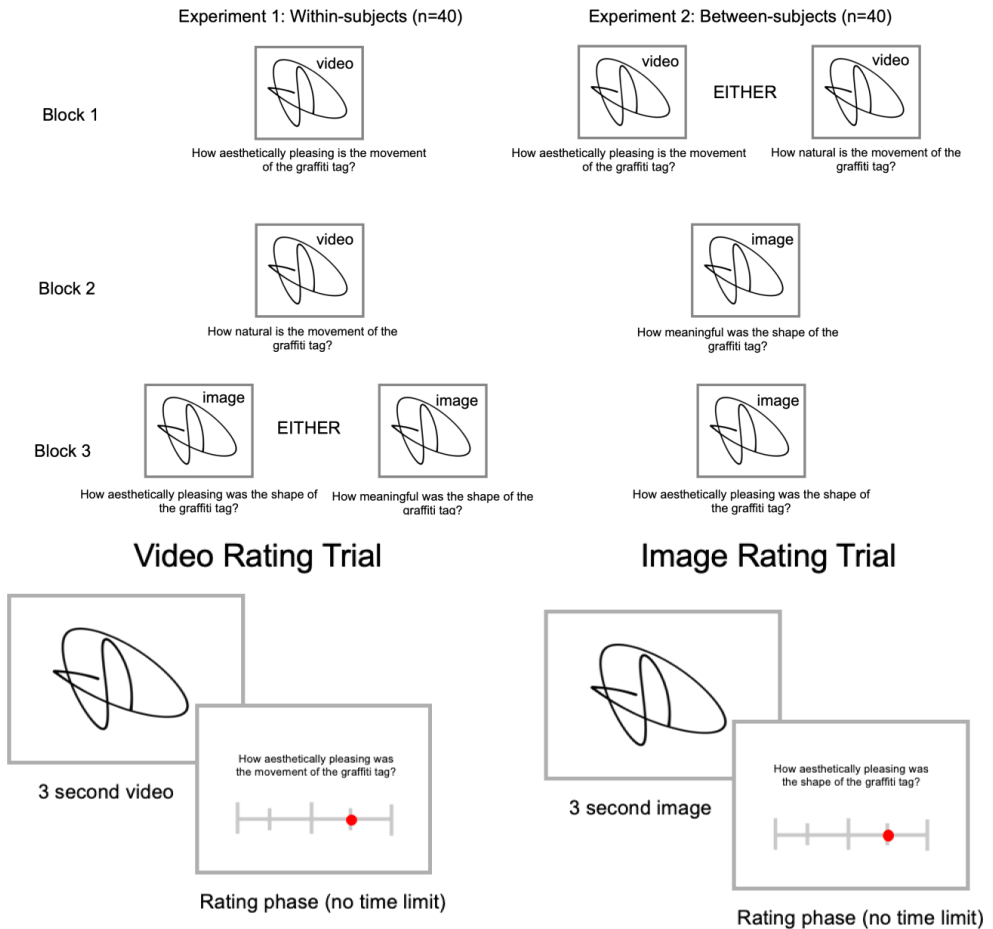 Experiment 1: Within-subjects (n=40)
Experiment 2: Between-subjects (n=40)
Block 1
video
How aesthetically pleasing is the movement
of the graffiti tag?
video
EITHER
video
How aesthetically pleasing is the movement
of the graffiti tag?
How natural is the movement of the
graffiti tag?
Block 2
video
How natural is the movement of the
graffiti tag?
image
How meaningful was the shape of the
graffiti tag?
Block 3
image
EITHER
image
How aesthetically pleasing was the shape of
the graffiti tag?
How meaningful was the shape of the
graffiti tag?
image
How aesthetically pleasing was the shape of
the graffiti tag?
Video Rating Trial
Image Rating Trial
3 second video
How aesthetically pleasing was
the movement of the graffiti tag?
Rating phase (no time limit)
3 second image
How aesthetically pleasing was
the shape of the graffiti tag?
Rating phase (no time limit)